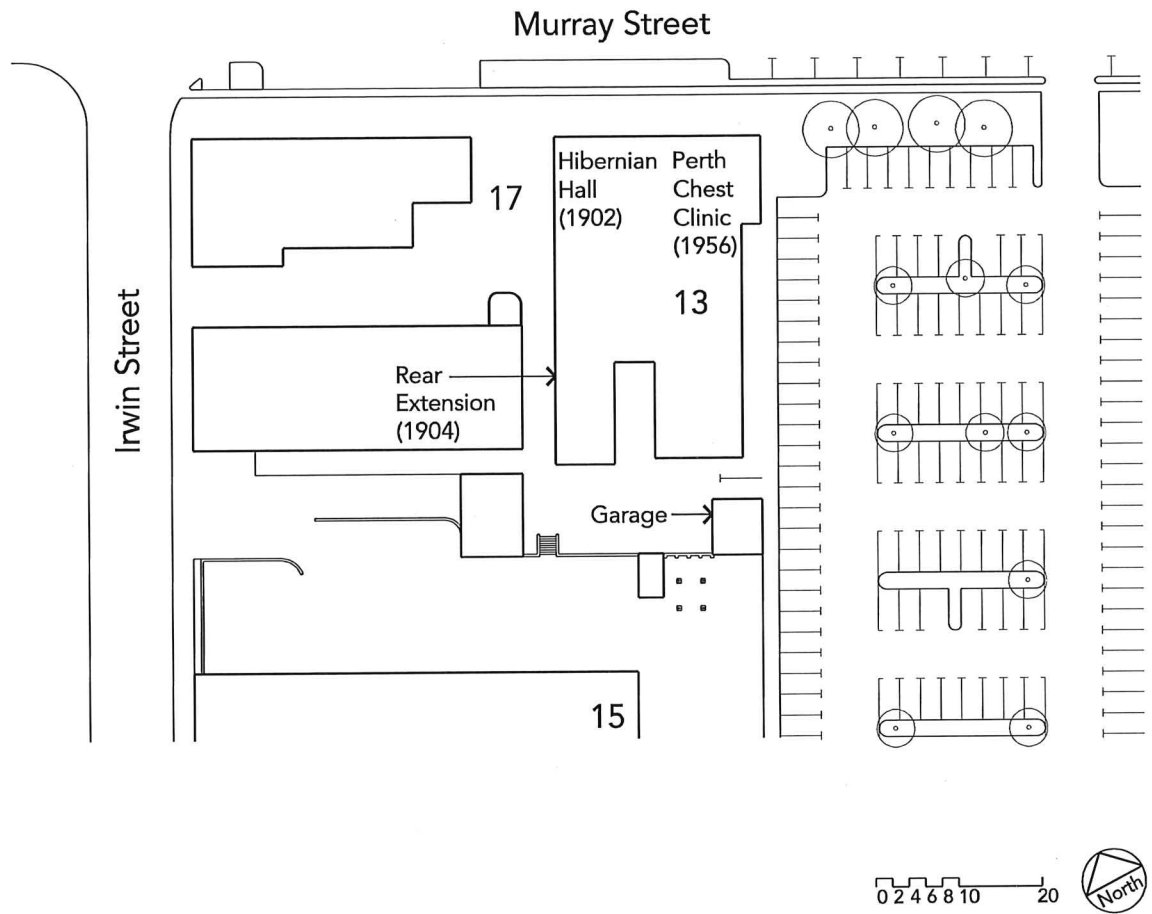 Murray Street
Hibernian
Hall
(1902)
Perth
Chest
Clinic
(1956)
17
13
Irwin Street
Rear
Extension
(1904)
Garage
15
0 2 4 6 8 10 20
North